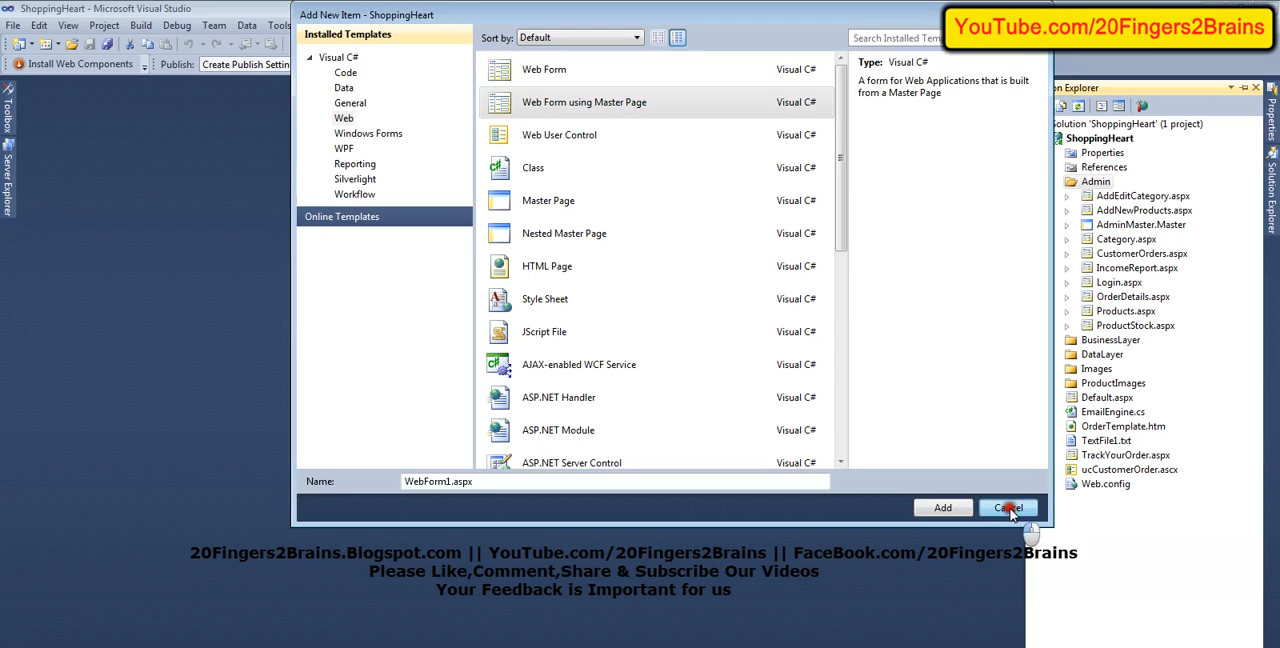 ShoppingHeart - Microsoft Visual Studio
File Edit View Project Build Debug Team Data Tools
Install Web Components Publish: Create Publish Settin
Toolbox
Server Explorer
Add New Item - ShoppingHeart
Installed Templates
Visual C#
Code
Data
General
Web
Windows Forms
WPF
Reporting
Silverlight
Workflow
Online Templates
Sort by: Default
Search Installed Tem
Web Form Visual C#
Web Form using Master Page Visual C#
Web User Control Visual C#
Class Visual C#
Master Page Visual C#
Nested Master Page Visual C#
HTML Page Visual C#
Style Sheet Visual C#
JScript File Visual C#
AJAX-enabled WCF Service Visual C#
ASP.NET Handler Visual C#
ASP.NET Module Visual C#
ASP.NET Server Control Visual C#
Type: Visual C#
A form for Web Applications that is built
from a Master Page
Name: WebForm1.aspx
Add Cancel
YouTube.com/20Fingers2Brains
on Explorer
Solution 'ShoppingHeart' (1 project)
ShoppingHeart
Properties
References
Admin
AddEditCategory.aspx
AddNewProducts.aspx
AdminMaster.Master
Category.aspx
CustomerOrders.aspx
IncomeReport.aspx
Login.aspx
OrderDetails.aspx
Products.aspx
ProductStock.aspx
BusinessLayer
DataLayer
Images
ProductImages
Default.aspx
EmailEngine.cs
OrderTemplate.htm
TextFile1.txt
TrackYourOrder.aspx
ucCustomerOrder.ascx
Web.config
Properties
Solution Explorer
20Fingers2Brains.Blogspot.com || YouTube.com/20Fingers2Brains || FaceBook.com/20Fingers2Brains
Please Like,Comment,Share & Subscribe Our Videos
Your Feedback is Important for us